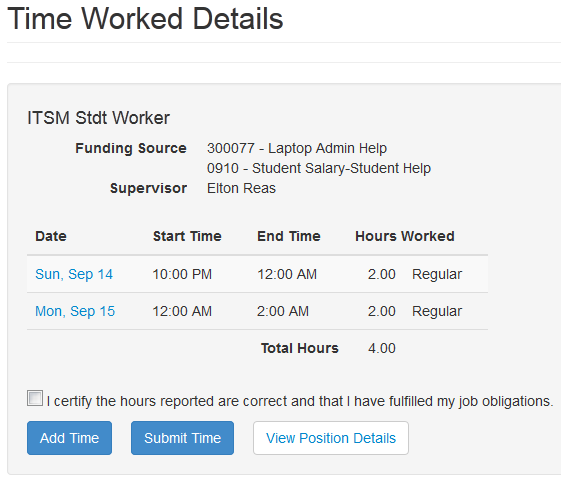 Time Worked Details
ITSM Stdt Worker
Funding Source 300077 - Laptop Admin Help
0910 - Student Salary-Student Help
Supervisor Elton Reas
Date Start Time End Time Hours Worked
Sun, Sep 14 10:00 PM 12:00 AM 2.00 Regular
Mon, Sep 15 12:00 AM 2:00 AM 2.00 Regular
Total Hours 4.00
I certify the hours reported are correct and that I have fulfilled my job obligations.
Add Time Submit Time View Position Details